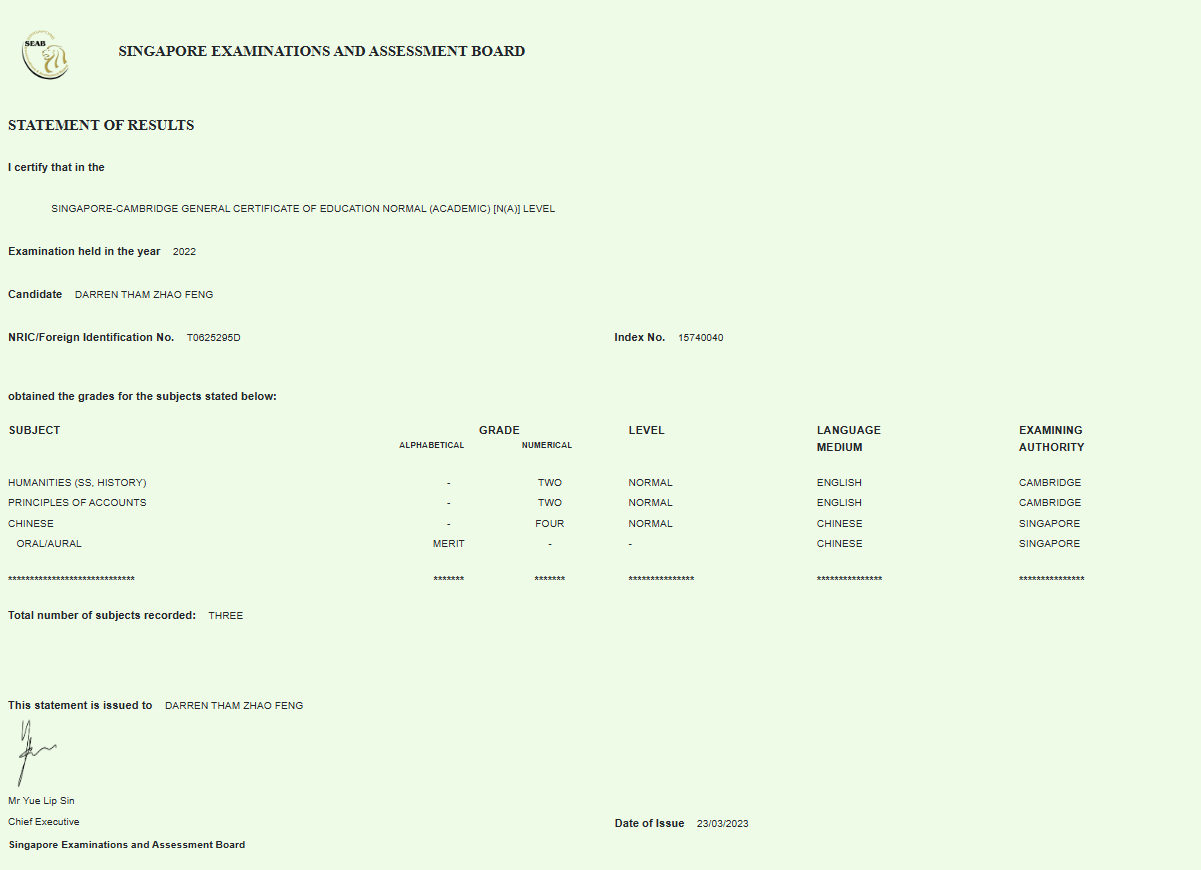 SEAB
SINGAPORE EXAMINATIONS AND ASSESSMENT BOARD
STATEMENT OF RESULTS
I certify that in the
SINGAPORE-CAMBRIDGE GENERAL CERTIFICATE OF EDUCATION NORMAL (ACADEMIC) [N(A)] LEVEL
Examination held in the year 2022
Candidate DARREN THAM ZHAO FENG
NRIC/Foreign Identification No. T0625295D Index No. 15740040
obtained the grades for the subjects stated below:
SUBJECT GRADE LEVEL LANGUAGE EXAMINING
ALPHABETICAL NUMERICAL MEDIUM AUTHORITY
HUMANITIES (SS, HISTORY) - TWO NORMAL ENGLISH CAMBRIDGE
PRINCIPLES OF ACCOUNTS - TWO NORMAL ENGLISH CAMBRIDGE
CHINESE - FOUR NORMAL CHINESE SINGAPORE
ORAL/AURAL MERIT - - CHINESE SINGAPORE
***************************** ******* ******* *************** *************** ***************
Total number of subjects recorded: THREE
This statement is issued to DARREN THAM ZHAO FENG
Mr Yue Lip Sin
Chief Executive Date of Issue 23/03/2023
Singapore Examinations and Assessment Board